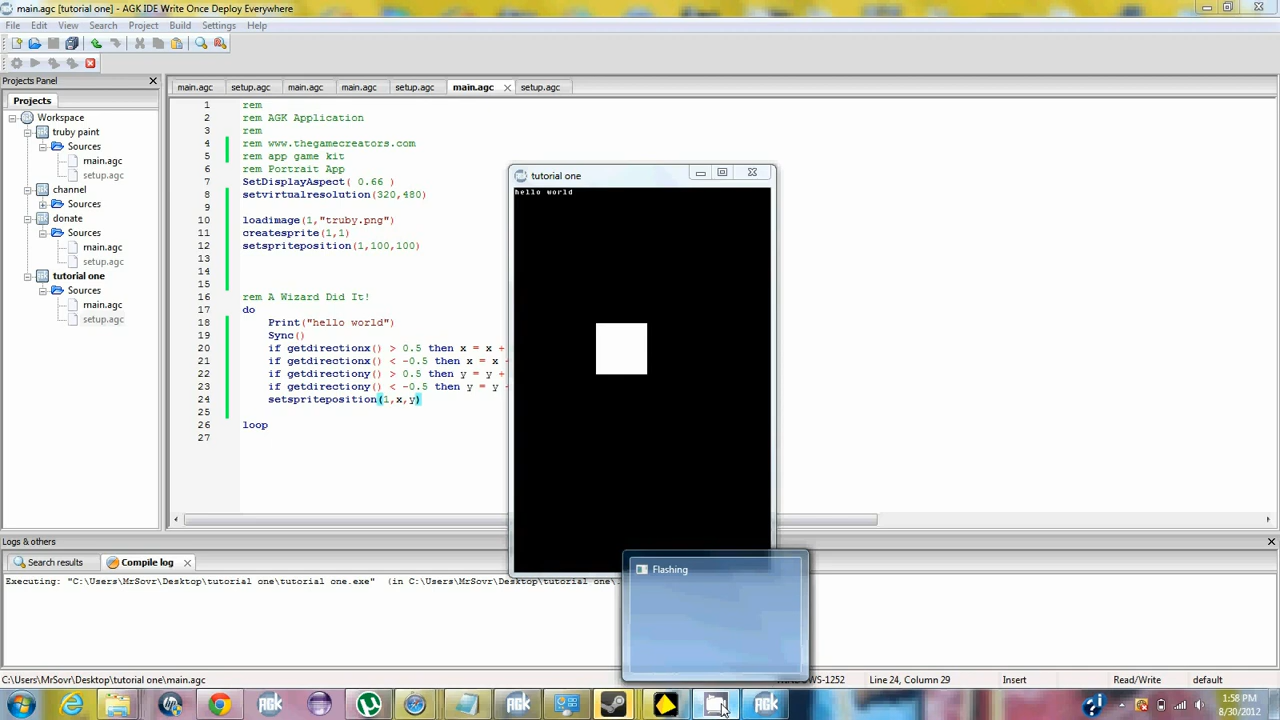 main.agc [tutorial one] - AGK IDE Write Once Deploy Everywhere
File Edit View Search Project Build Settings Help
Projects Panel
main.agc setup.agc main.agc main.agc setup.agc main.agc setup.agc
Projects
Workspace
truby paint
Sources
main.agc
setup.agc
channel
Sources
donate
Sources
main.agc
setup.agc
tutorial one
Sources
main.agc
setup.agc
1 rem
2 rem AGK Application
3 rem
4 rem www.thegamecreators.com
5 rem app game kit
6 rem Portrait App
7 SetDisplayAspect( 0.66 )
8 setvirtualresolution(320,480)
9
10 loadimage(1,"truby.png")
11 createsprite(1,1)
12 setspriteposition(1,100,100)
13
14
15
16 rem A Wizard Did It!
17 do
18 Print("hello world")
19 Sync()
20 if getdirectionx() > 0.5 then x = x +
21 if getdirectionx() < -0.5 then x = x
22 if getdirectiony() > 0.5 then y = y +
23 if getdirectiony() < -0.5 then y = y
24 setspriteposition(1,x,y)
25
26 loop
27
tutorial one
hello world
Flashing
Logs & others
Search results Compile log
Executing: "C:\Users\MrSovr\Desktop\tutorial one\tutorial one.exe" (in C:\Users\MrSovr\Desktop\tutorial one\
C:\Users\MrSovr\Desktop\tutorial one\main.agc
WINDOWS-1252 Line 24, Column 29 Insert Read/Write default
AGK AGK AGK
1:58 PM
8/30/2012